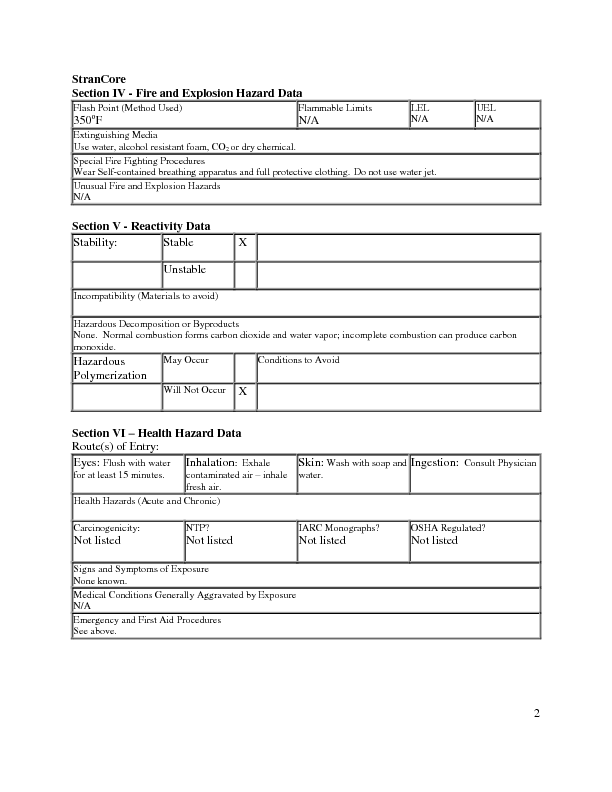 StranCore
Section IV - Fire and Explosion Hazard Data
Flash Point (Method Used)
350°F
Flammable Limits
N/A
LEL
N/A
UEL
N/A
Extinguishing Media
Use water, alcohol resistant foam, CO₂ or dry chemical.
Special Fire Fighting Procedures
Wear Self-contained breathing apparatus and full protective clothing. Do not use water jet.
Unusual Fire and Explosion Hazards
N/A
Section V - Reactivity Data
Stability:
Stable
X
Unstable
Incompatibility (Materials to avoid)
Hazardous Decomposition or Byproducts
None. Normal combustion forms carbon dioxide and water vapor; incomplete combustion can produce carbon
monoxide.
Hazardous
Polymerization
May Occur
Conditions to Avoid
Will Not Occur
X
Section VI – Health Hazard Data
Route(s) of Entry:
Eyes: Flush with water
for at least 15 minutes.
Inhalation: Exhale
contaminated air – inhale
fresh air.
Skin: Wash with soap and
water.
Ingestion: Consult Physician
Health Hazards (Acute and Chronic)
Carcinogenicity:
Not listed
NTP?
Not listed
IARC Monographs?
Not listed
OSHA Regulated?
Not listed
Signs and Symptoms of Exposure
None known.
Medical Conditions Generally Aggravated by Exposure
N/A
Emergency and First Aid Procedures
See above.
2